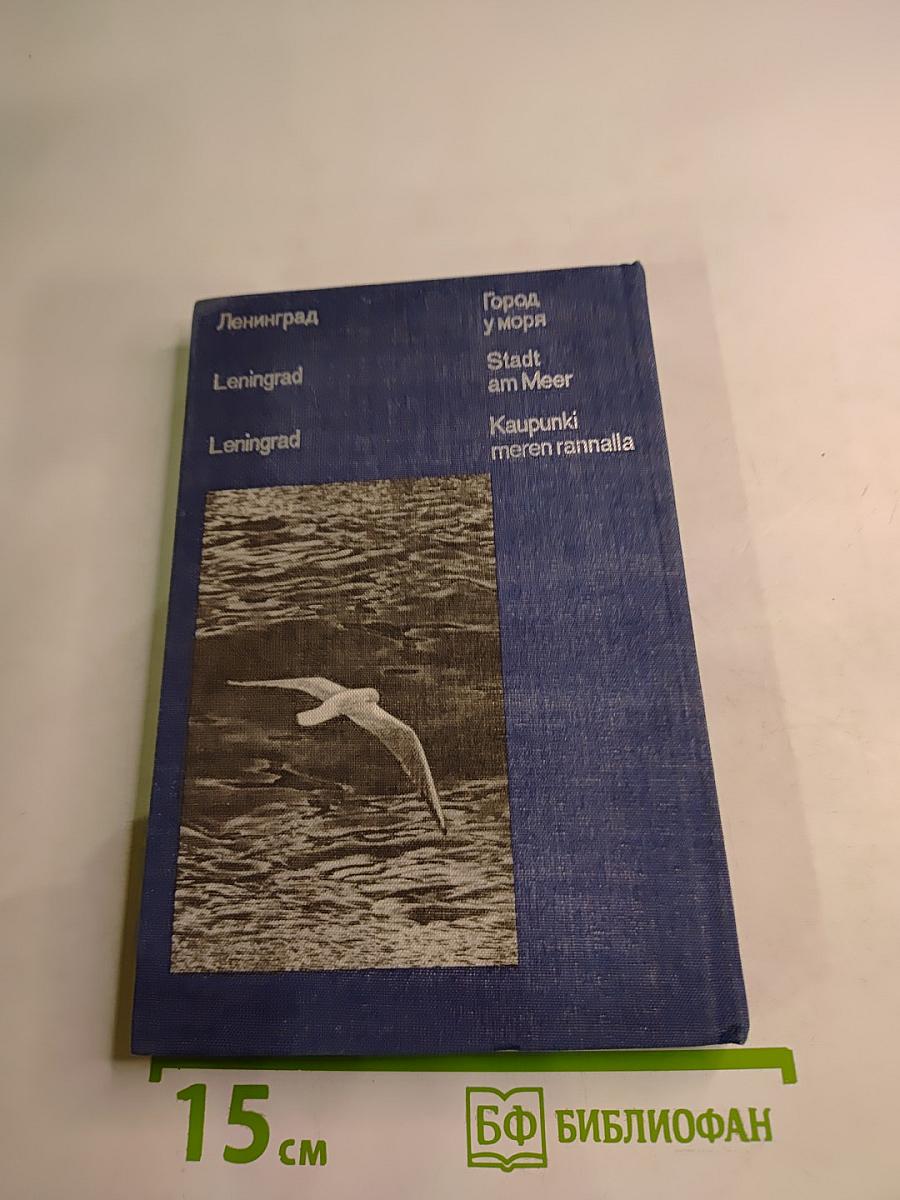 Ленинград
Город
у моря
Leningrad
Stadt
am Meer
Leningrad
Kaupunki
meren rannalla
15 см
БФ БИБЛИОФАН